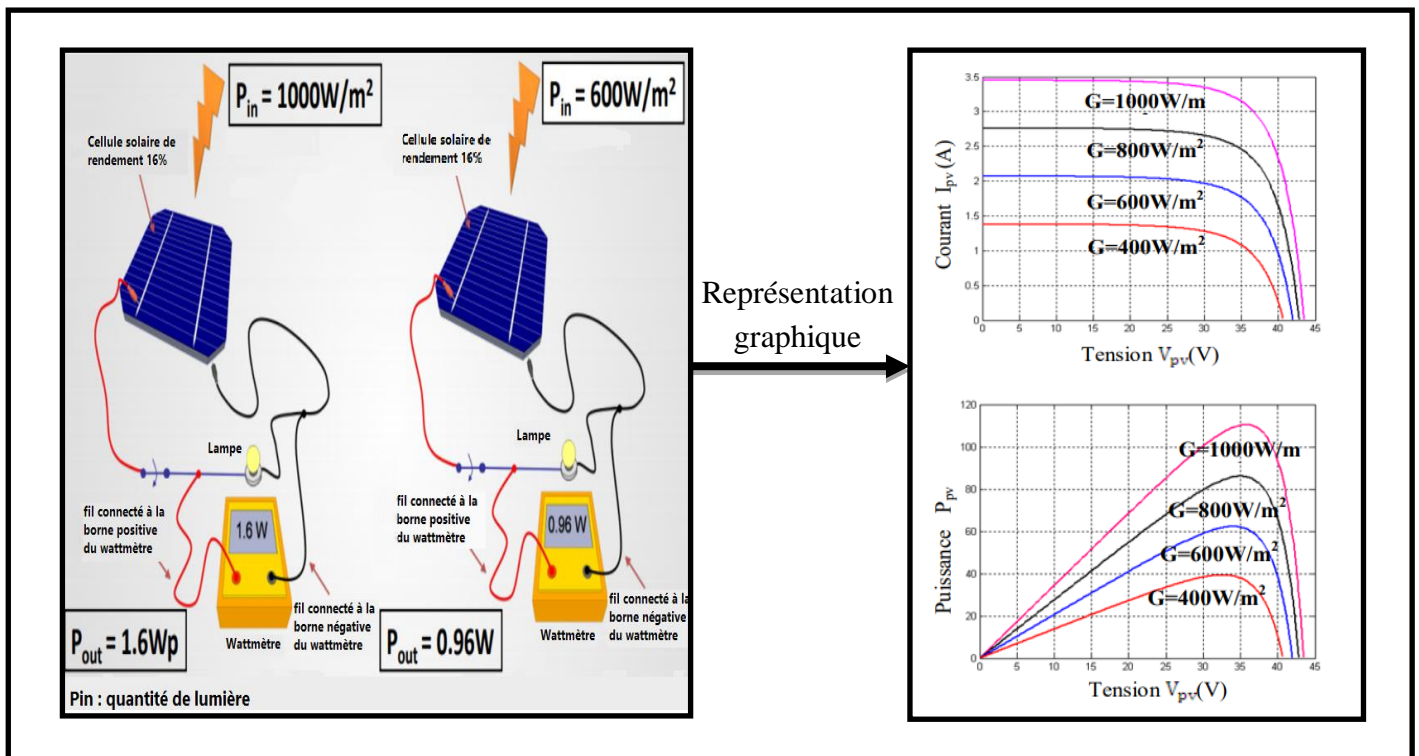 P_in = 1000W/m²
P_in = 600W/m²
Cellule solaire de
rendement 16%
Cellule solaire de
rendement 16%
Lampe
Lampe
fil connecté à la
borne positive
du wattmètre
1.6 W
fil connecté à la
borne positive
du wattmètre
0.96 W
fil connecté à la
borne négative
du wattmètre
fil connecté à la
borne négative
du wattmètre
Wattmètre
Wattmètre
P_out = 1.6Wp
P_out = 0.96W
Pin : quantité de lumière
Représentation
graphique
3.5
3
2.5
2
1.5
1
0.5
0
G=1000W/m
G=800W/m²
G=600W/m²
G=400W/m²
Courant I_pv(A)
0 5 10 15 20 25 30 35 40 45
Tension V_pv(V)
120
100
80
60
40
20
0
G=1000W/m
G=800W/m²
G=600W/m²
G=400W/m²
Puissance P_pv
0 5 10 15 20 25 30 35 40 45
Tension V_pv(V)